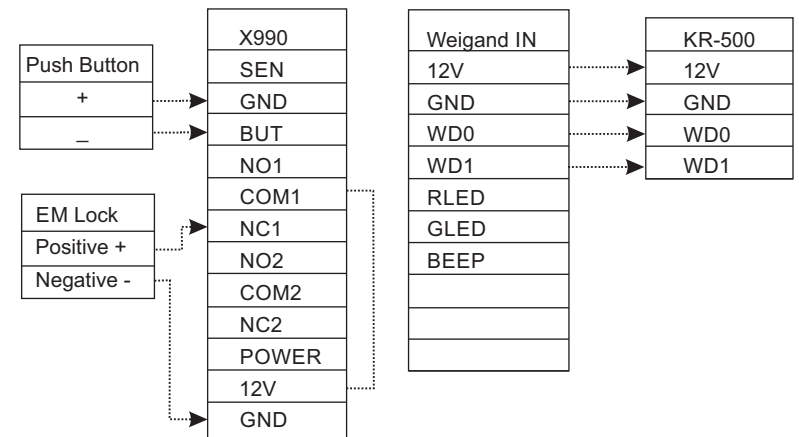 Push Button
+
_
EM Lock
Positive +
Negative -
X990
SEN
GND
BUT
NO1
COM1
NC1
NO2
COM2
NC2
POWER
12V
GND
Weigand IN
12V
GND
WD0
WD1
RLED
GLED
BEEP
KR-500
12V
GND
WD0
WD1